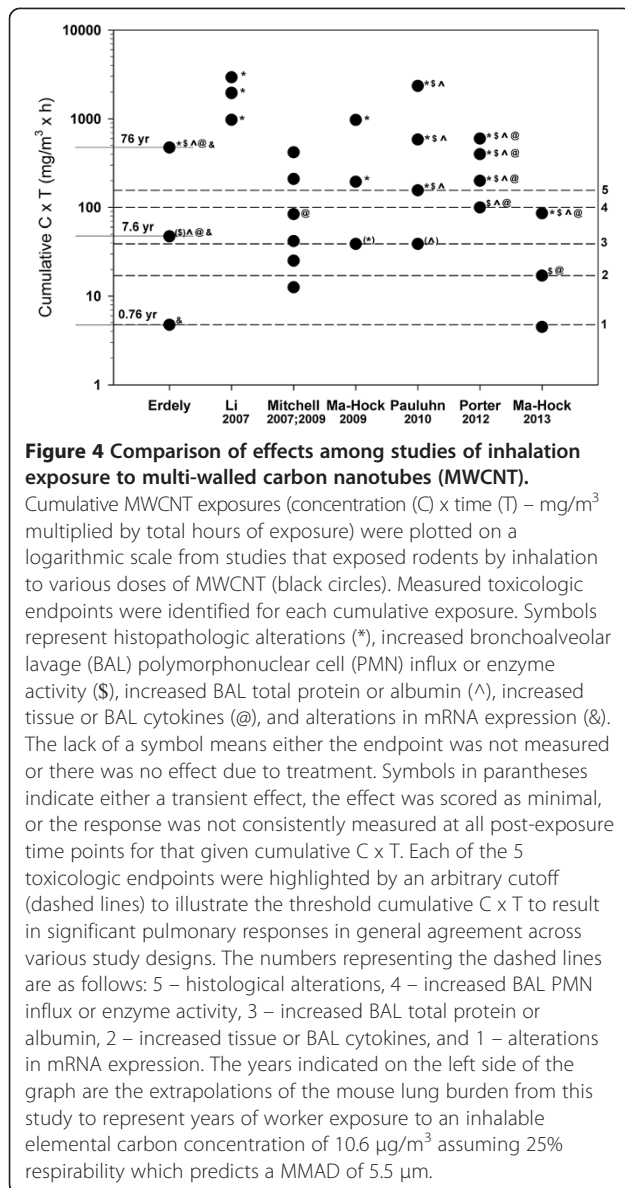 10000
1000
100
10
1
Cumulative C x T (mg/m³ x h)
76 yr
7.6 yr
0.76 yr
*$^@&
($)^@&
&
*
*
*
@
*
*
(*)
*$^
*$^
*$^
(^)
*$^@
*$^@
*$^@
$^@
*$^@
$@
5
4
3
2
1
Erdely
Li
2007
Mitchell
2007;2009
Ma-Hock
2009
Pauluhn
2010
Porter
2012
Ma-Hock
2013
Figure 4 Comparison of effects among studies of inhalation
exposure to multi-walled carbon nanotubes (MWCNT).
Cumulative MWCNT exposures (concentration (C) x time (T) – mg/m³
multiplied by total hours of exposure) were plotted on a
logarithmic scale from studies that exposed rodents by inhalation
to various doses of MWCNT (black circles). Measured toxicologic
endpoints were identified for each cumulative exposure. Symbols
represent histopathologic alterations (*), increased bronchoalveolar
lavage (BAL) polymorphonuclear cell (PMN) influx or enzyme
activity ($), increased BAL total protein or albumin (^), increased
tissue or BAL cytokines (@), and alterations in mRNA expression (&).
The lack of a symbol means either the endpoint was not measured
or there was no effect due to treatment. Symbols in parantheses
indicate either a transient effect, the effect was scored as minimal,
or the response was not consistently measured at all post-exposure
time points for that given cumulative C x T. Each of the 5
toxicologic endpoints were highlighted by an arbitrary cutoff
(dashed lines) to illustrate the threshold cumulative C x T to result
in significant pulmonary responses in general agreement across
various study designs. The numbers representing the dashed lines
are as follows: 5 – histological alterations, 4 – increased BAL PMN
influx or enzyme activity, 3 – increased BAL total protein or
albumin, 2 – increased tissue or BAL cytokines, and 1 – alterations
in mRNA expression. The years indicated on the left side of the
graph are the extrapolations of the mouse lung burden from this
study to represent years of worker exposure to an inhalable
elemental carbon concentration of 10.6 μg/m³ assuming 25%
respirability which predicts a MMAD of 5.5 μm.